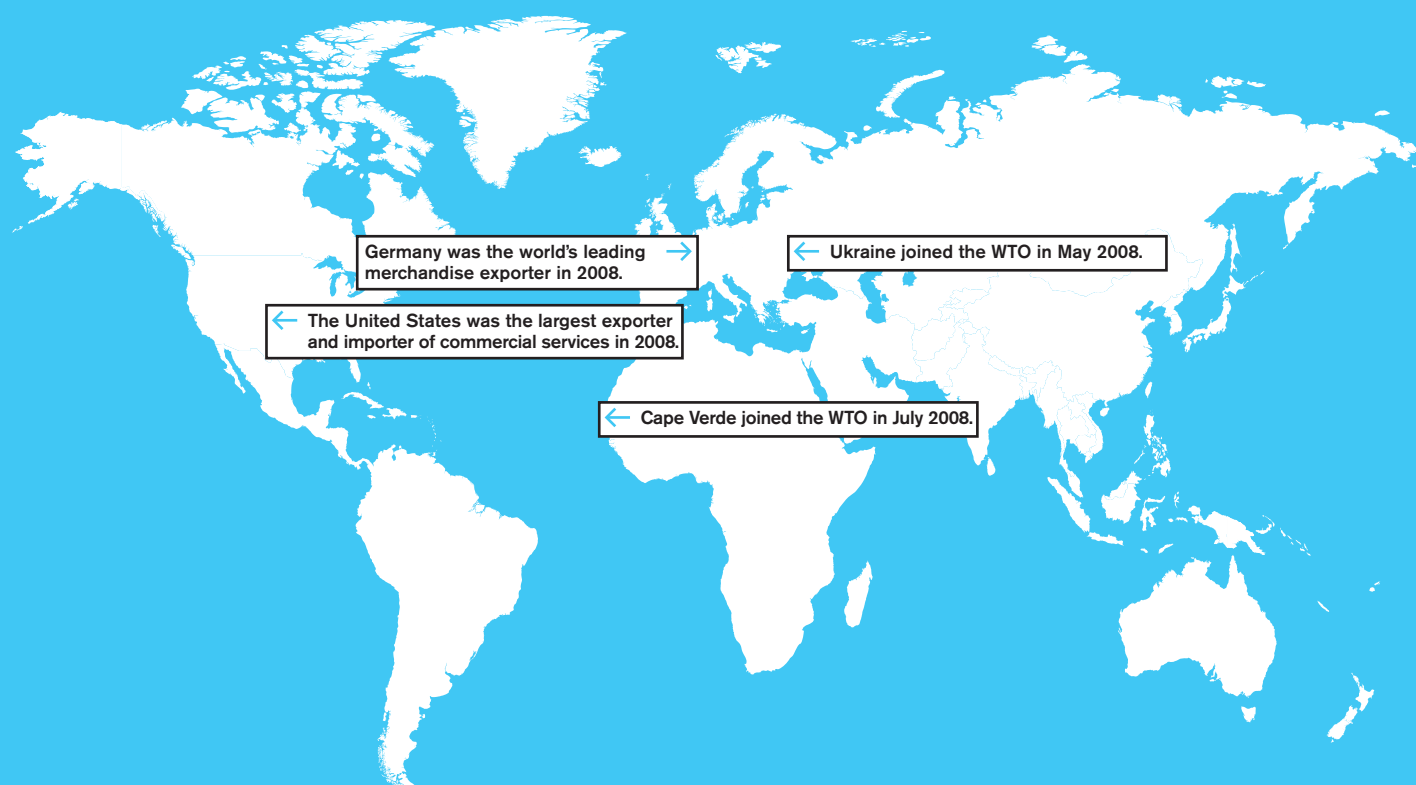 Germany was the world's leading
merchandise exporter in 2008.
Ukraine joined the WTO in May 2008.
The United States was the largest exporter
and importer of commercial services in 2008.
Cape Verde joined the WTO in July 2008.